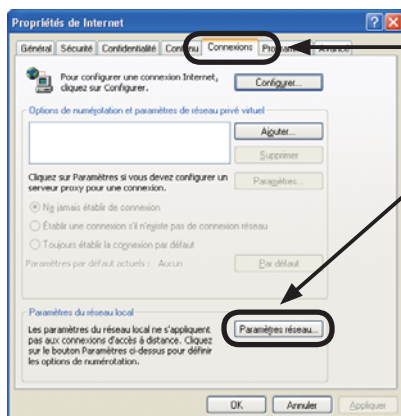 Propriétés de Internet
Général Sécurité Confidentialité Contenu Connexions Programmes Avancé
Pour configurer une connexion Internet, cliquez sur Configurer.
Configurer...
Options de numérotation et paramètres de réseau privé virtuel
Ajouter...
Supprimer
Cliquez sur Paramètres si vous devez configurer un
serveur proxy pour une connexion.
Paramètres...
Ne jamais établir de connexion
Établir une connexion s'il n'existe pas de connexion réseau
Toujours établir la connexion par défaut
Paramètres par défaut actuels : Aucun
Par défaut
Paramètres du réseau local
Les paramètres du réseau local ne s'appliquent
pas aux connexions d'accès à distance. Cliquez
sur le bouton Paramètres ci-dessus pour définir
les options de numérotation.
Paramètres réseau...
OK Annuler Appliquer